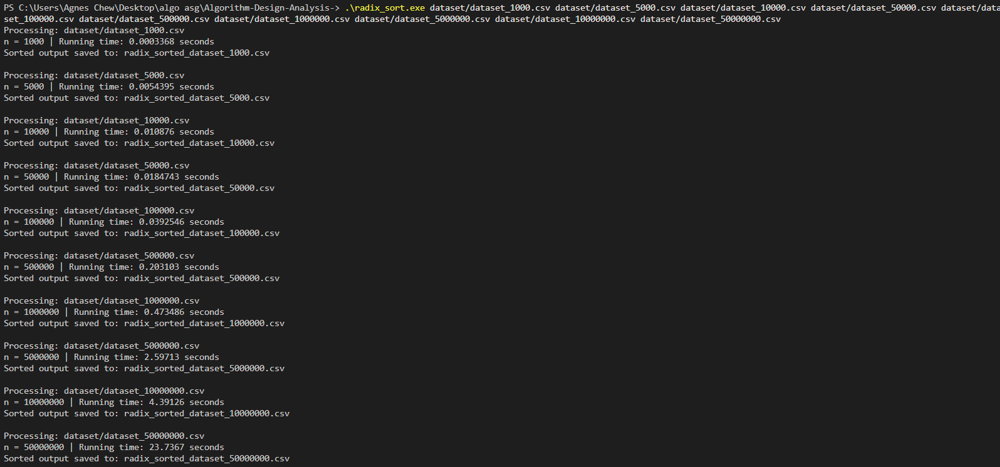 PS C:\Users\Agnes Chew\Desktop\algo asg\Algorithm-Design-Analysis-> .\radix_sort.exe dataset/dataset_1000.csv dataset/dataset_5000.csv dataset/dataset_10000.csv dataset/dataset_50000.csv dataset/data
set_100000.csv dataset/dataset_500000.csv dataset/dataset_1000000.csv dataset/dataset_5000000.csv dataset/dataset_10000000.csv dataset/dataset_50000000.csv
Processing: dataset/dataset_1000.csv
n = 1000 | Running time: 0.0003368 seconds
Sorted output saved to: radix_sorted_dataset_1000.csv
Processing: dataset/dataset_5000.csv
n = 5000 | Running time: 0.0054395 seconds
Sorted output saved to: radix_sorted_dataset_5000.csv
Processing: dataset/dataset_10000.csv
n = 10000 | Running time: 0.010876 seconds
Sorted output saved to: radix_sorted_dataset_10000.csv
Processing: dataset/dataset_50000.csv
n = 50000 | Running time: 0.0184743 seconds
Sorted output saved to: radix_sorted_dataset_50000.csv
Processing: dataset/dataset_100000.csv
n = 100000 | Running time: 0.0392546 seconds
Sorted output saved to: radix_sorted_dataset_100000.csv
Processing: dataset/dataset_500000.csv
n = 500000 | Running time: 0.203103 seconds
Sorted output saved to: radix_sorted_dataset_500000.csv
Processing: dataset/dataset_1000000.csv
n = 1000000 | Running time: 0.473486 seconds
Sorted output saved to: radix_sorted_dataset_1000000.csv
Processing: dataset/dataset_5000000.csv
n = 5000000 | Running time: 2.59713 seconds
Sorted output saved to: radix_sorted_dataset_5000000.csv
Processing: dataset/dataset_10000000.csv
n = 10000000 | Running time: 4.39126 seconds
Sorted output saved to: radix_sorted_dataset_10000000.csv
Processing: dataset/dataset_50000000.csv
n = 50000000 | Running time: 23.7367 seconds
Sorted output saved to: radix_sorted_dataset_50000000.csv